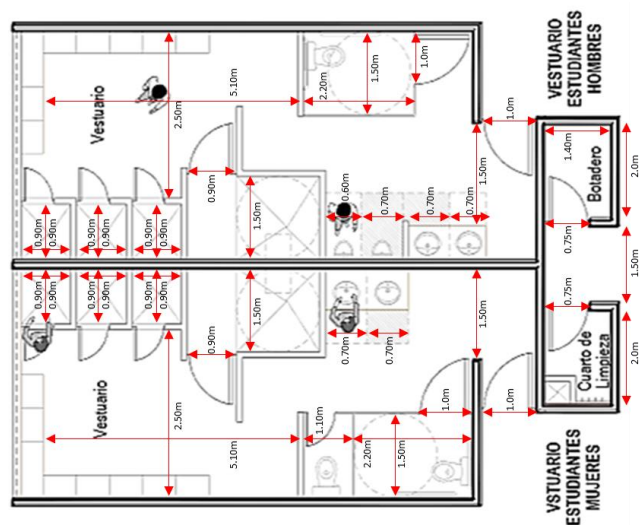 VESTUARIO
ESTUDIANTES
HOMBRES
Vestuario
5.10m
2.50m
2.20m
1.50m
1.0m
1.0m
0.90m
1.50m
0.60m
0.70m
0.70m
0.70m
1.50m
1.40m
2.0m
Botadero
0.75m
0.90m
0.90m
0.90m
0.90m
0.90m
0.90m
1.50m
0.90m
0.90m
0.90m
0.90m
0.90m
0.90m
1.50m
0.90m
0.70m
0.70m
1.50m
0.75m
2.0m
Cuarto de
Limpieza
Vestuario
2.50m
5.10m
1.10m
2.20m
1.50m
1.0m
1.0m
VSTUARIO
ESTUDIANTES
MUJERES